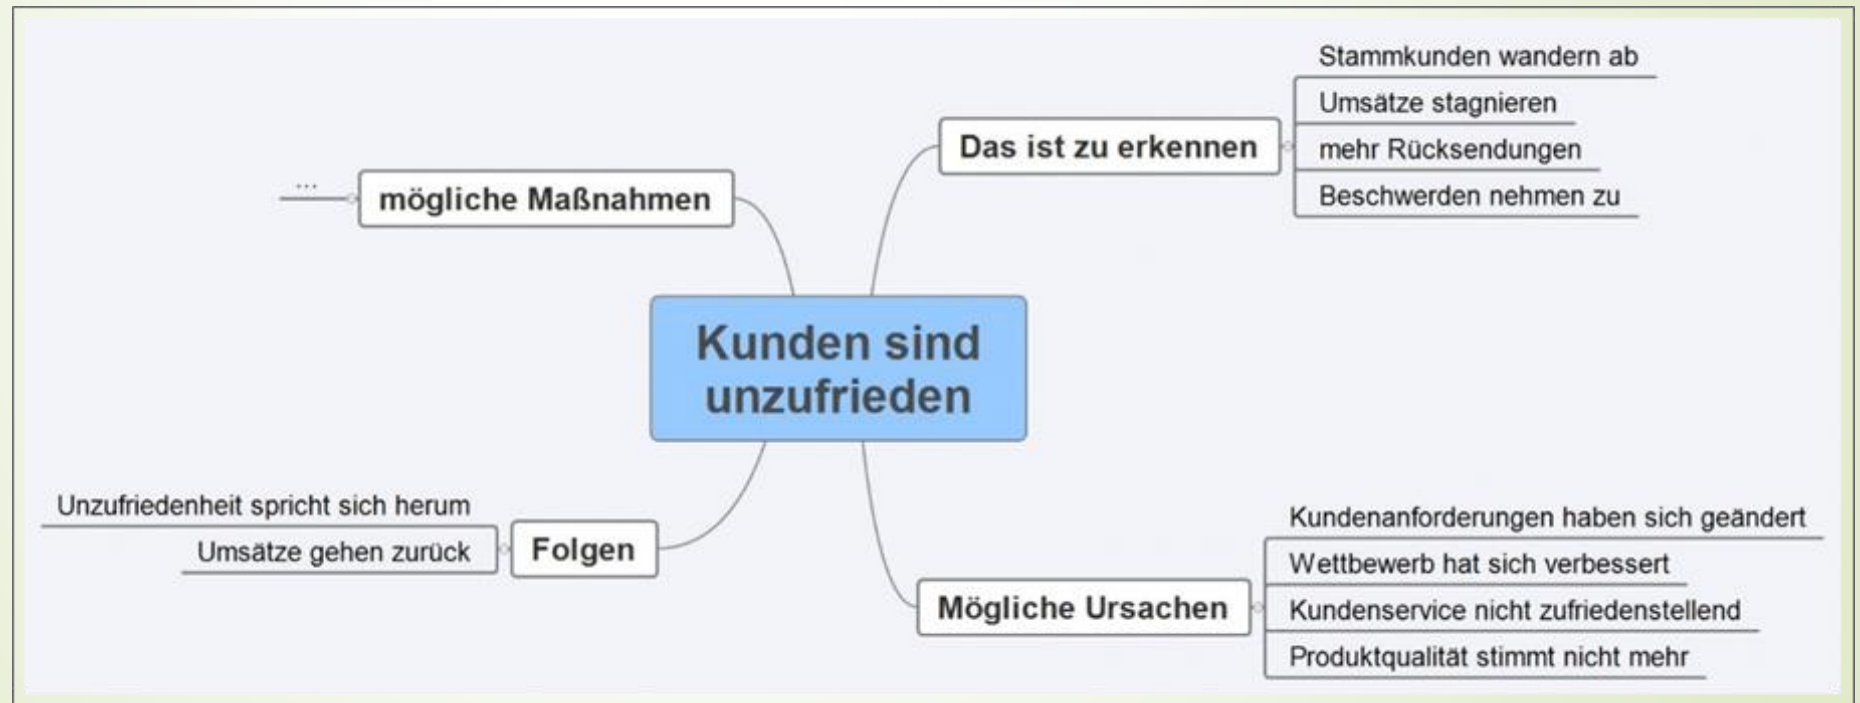 Kunden sind
unzufrieden
Das ist zu erkennen
Stammkunden wandern ab
Umsätze stagnieren
mehr Rücksendungen
Beschwerden nehmen zu
Mögliche Ursachen
Kundenanforderungen haben sich geändert
Wettbewerb hat sich verbessert
Kundenservice nicht zufriedenstellend
Produktqualität stimmt nicht mehr
Folgen
Unzufriedenheit spricht sich herum
Umsätze gehen zurück
mögliche Maßnahmen
...